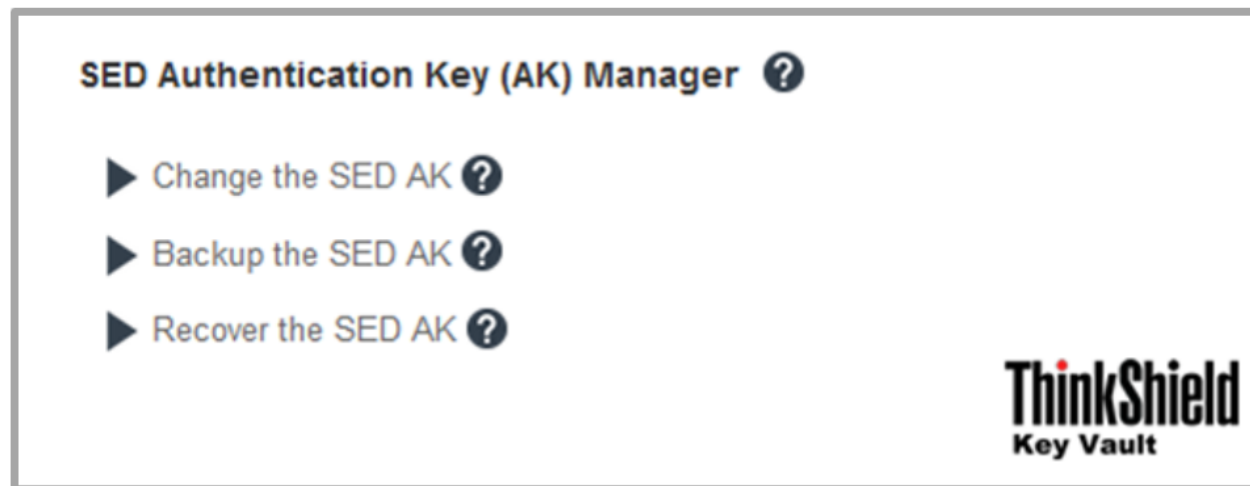 SED Authentication Key (AK) Manager ?
Change the SED AK ?
Backup the SED AK ?
Recover the SED AK ?
ThinkShield
Key Vault